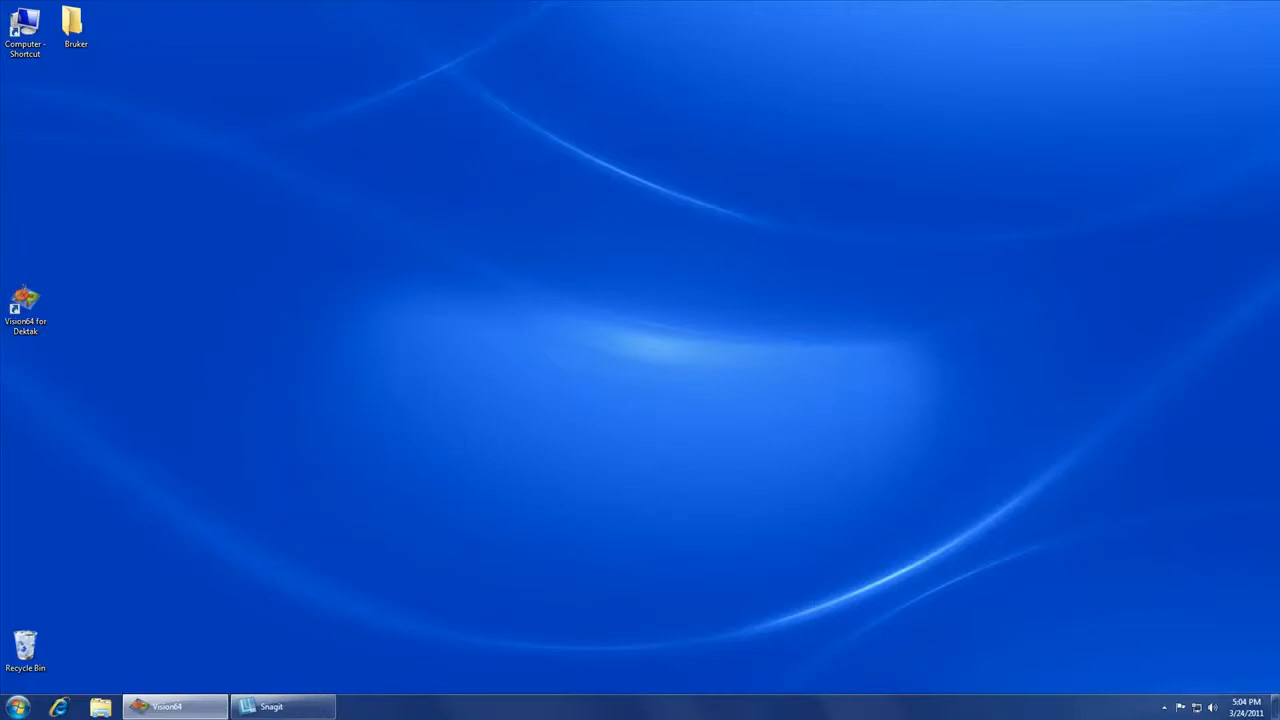 Computer -
Shortcut
Bruker
Vision64 for
Dektak
Recycle Bin
Vision64
Snagit
5:04 PM
3/24/2011